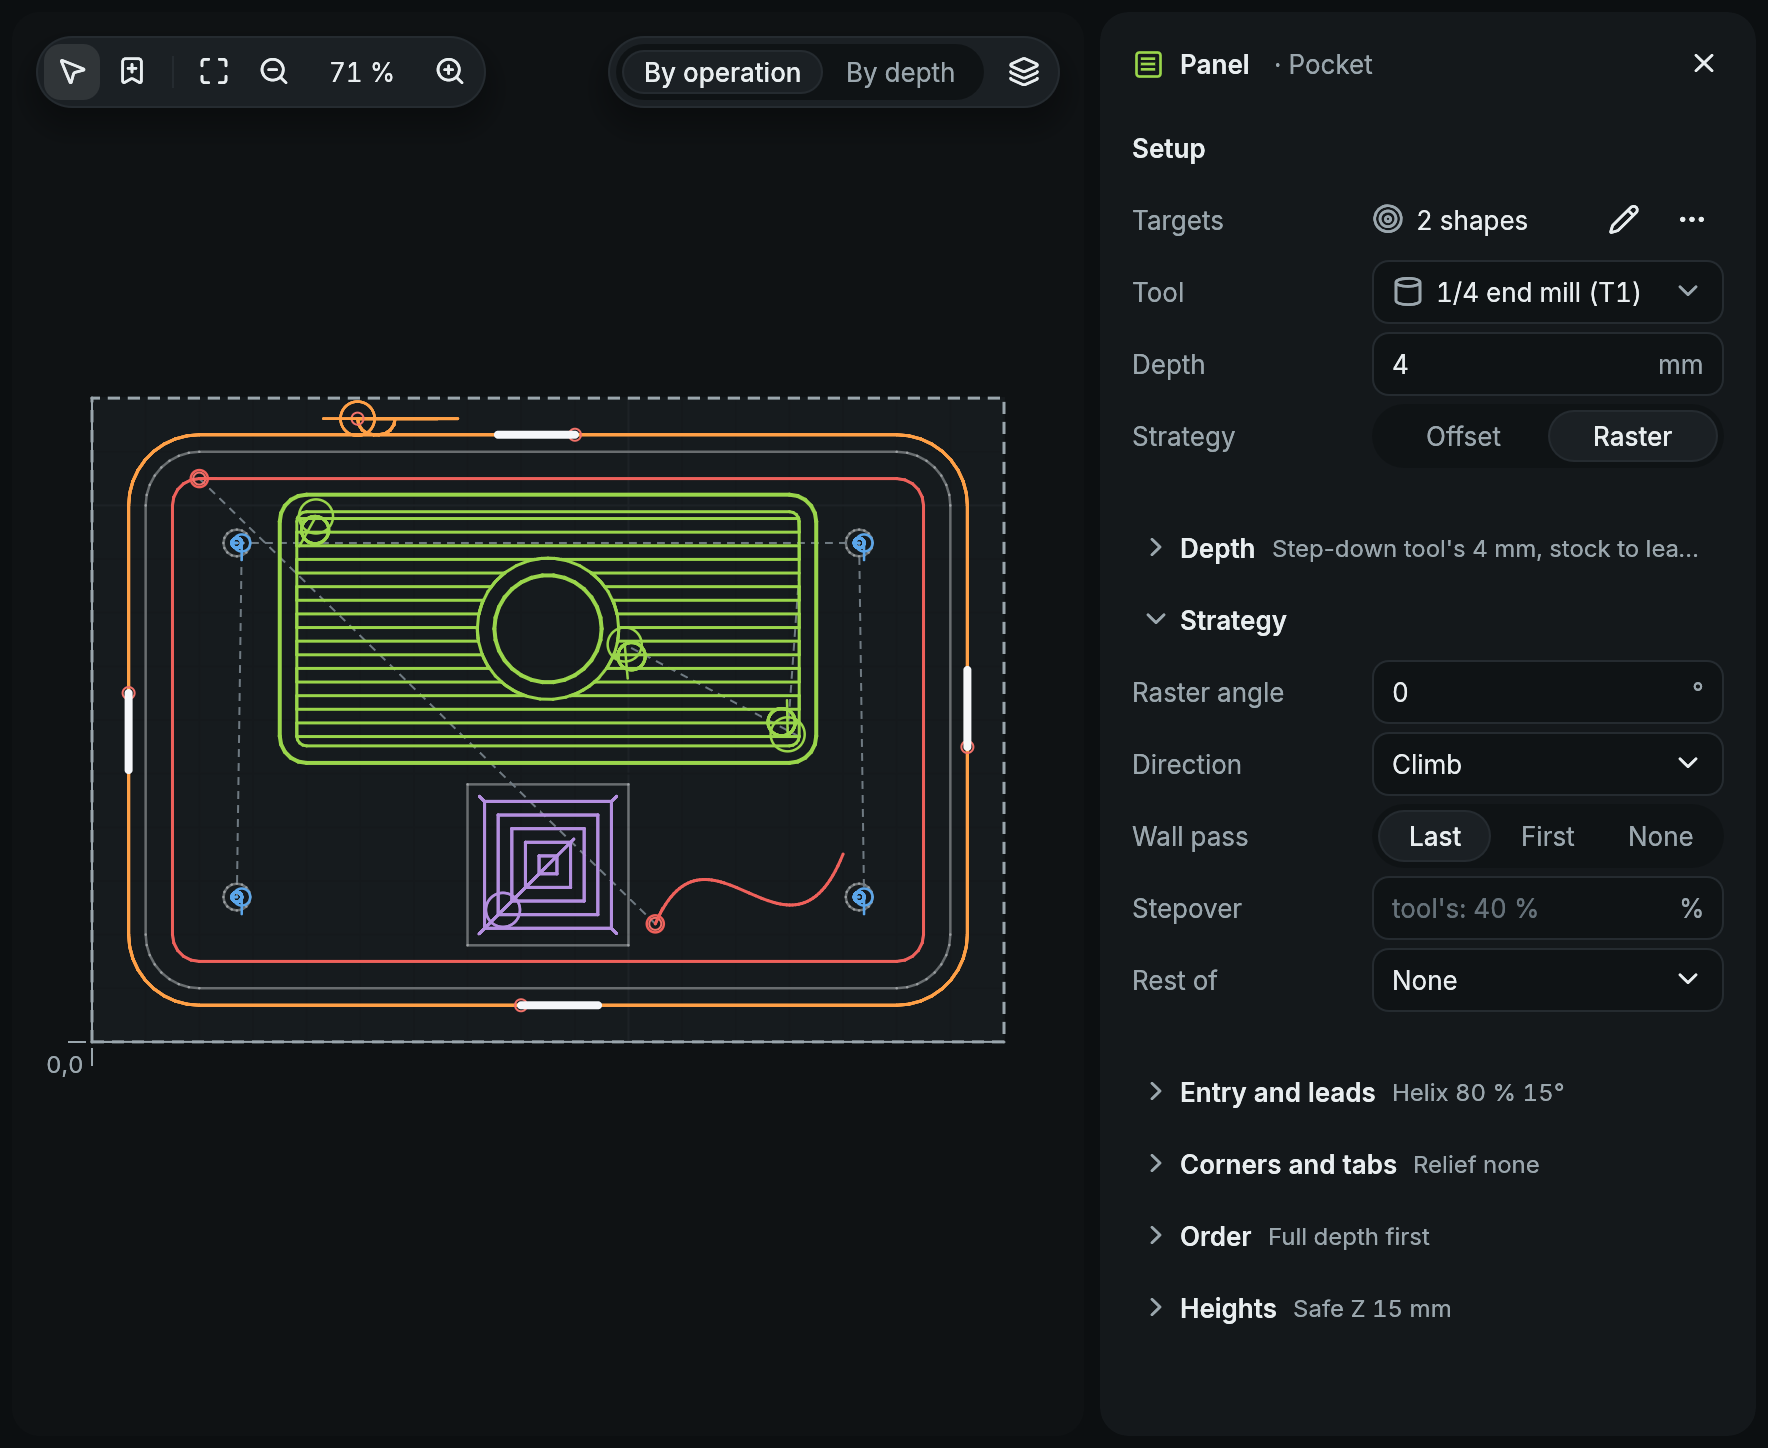 71 %
By operation
By depth
0,0
Panel · Pocket
Setup
Targets 2 shapes
Tool 1/4 end mill (T1)
Depth 4 mm
Strategy Offset Raster
Depth Step-down tool's 4 mm, stock to lea...
Strategy
Raster angle 0 °
Direction Climb
Wall pass Last First None
Stepover tool's: 40 % %
Rest of None
Entry and leads Helix 80 % 15°
Corners and tabs Relief none
Order Full depth first
Heights Safe Z 15 mm